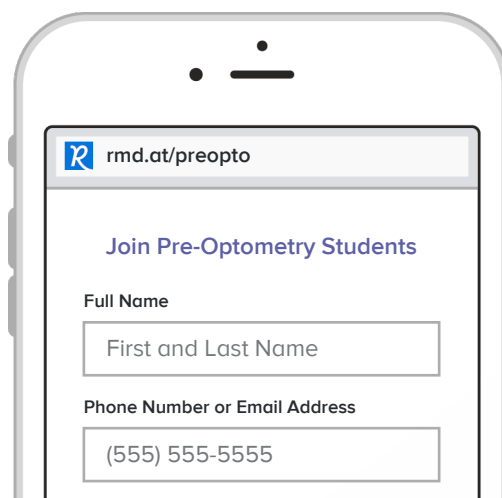 rmd.at/preopto
Join Pre-Optometry Students
Full Name
First and Last Name
Phone Number or Email Address
(555) 555-5555